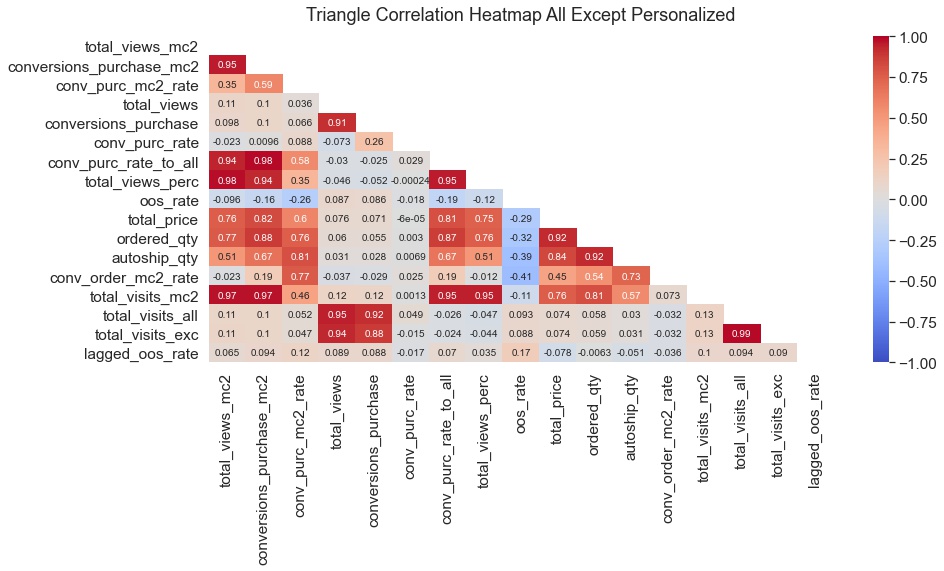 Triangle Correlation Heatmap All Except Personalized
total_views_mc2
conversions_purchase_mc2 0.95
conv_purc_mc2_rate 0.35 0.59
total_views 0.11 0.1 0.036
conversions_purchase 0.098 0.1 0.066 0.91
conv_purc_rate -0.023 0.0096 0.088 -0.073 0.26
conv_purc_rate_to_all 0.94 0.98 0.58 -0.03 -0.025 0.029
total_views_perc 0.98 0.94 0.35 -0.046 -0.052 -0.00024 0.95
oos_rate -0.096 -0.16 -0.26 0.087 0.086 -0.018 -0.19 -0.12
total_price 0.76 0.82 0.6 0.076 0.071 -6e-05 0.81 0.75 -0.29
ordered_qty 0.77 0.88 0.76 0.06 0.055 0.003 0.87 0.76 -0.32 0.92
autoship_qty 0.51 0.67 0.81 0.031 0.028 0.0069 0.67 0.51 -0.39 0.84 0.92
conv_order_mc2_rate -0.023 0.19 0.77 -0.037 -0.029 0.025 0.19 -0.012 -0.41 0.45 0.54 0.73
total_visits_mc2 0.97 0.97 0.46 0.12 0.12 0.0013 0.95 0.95 -0.11 0.76 0.81 0.57 0.073
total_visits_all 0.11 0.1 0.052 0.95 0.92 0.049 -0.026 -0.047 0.093 0.074 0.058 0.03 -0.032 0.13
total_visits_exc 0.11 0.1 0.047 0.94 0.88 -0.015 -0.024 -0.044 0.088 0.074 0.059 0.031 -0.032 0.13 0.99
lagged_oos_rate 0.065 0.094 0.12 0.089 0.088 -0.017 0.07 0.035 0.17 -0.078 -0.0063 -0.051 -0.036 0.1 0.094 0.09
total_views_mc2
conversions_purchase_mc2
conv_purc_mc2_rate
total_views
conversions_purchase
conv_purc_rate
conv_purc_rate_to_all
total_views_perc
oos_rate
total_price
ordered_qty
autoship_qty
conv_order_mc2_rate
total_visits_mc2
total_visits_all
total_visits_exc
lagged_oos_rate
1.00
0.75
0.50
0.25
0.00
−0.25
−0.50
−0.75
−1.00